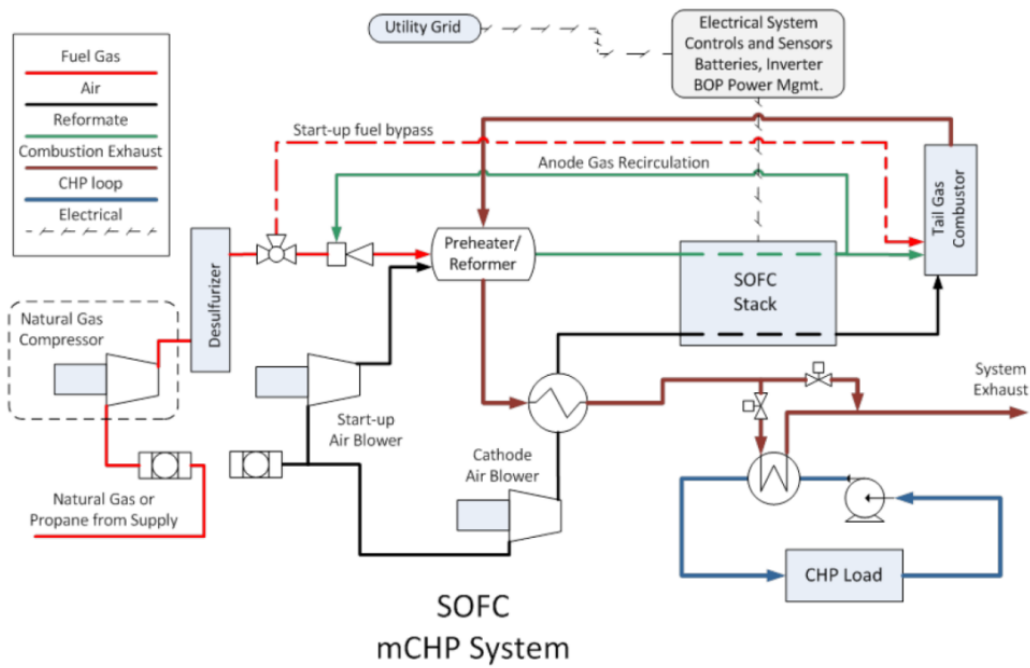 Utility Grid
Electrical System
Controls and Sensors
Batteries, Inverter
BOP Power Mgmt.
Fuel Gas
Air
Reformate
Combustion Exhaust
CHP loop
Electrical
Start-up fuel bypass
Anode Gas Recirculation
Tail Gas
Combustor
Preheater/
Reformer
SOFC
Stack
Desulfurizer
Natural Gas
Compressor
Start-up
Air Blower
System
Exhaust
Cathode
Air Blower
Natural Gas or
Propane from Supply
CHP Load
SOFC
mCHP System